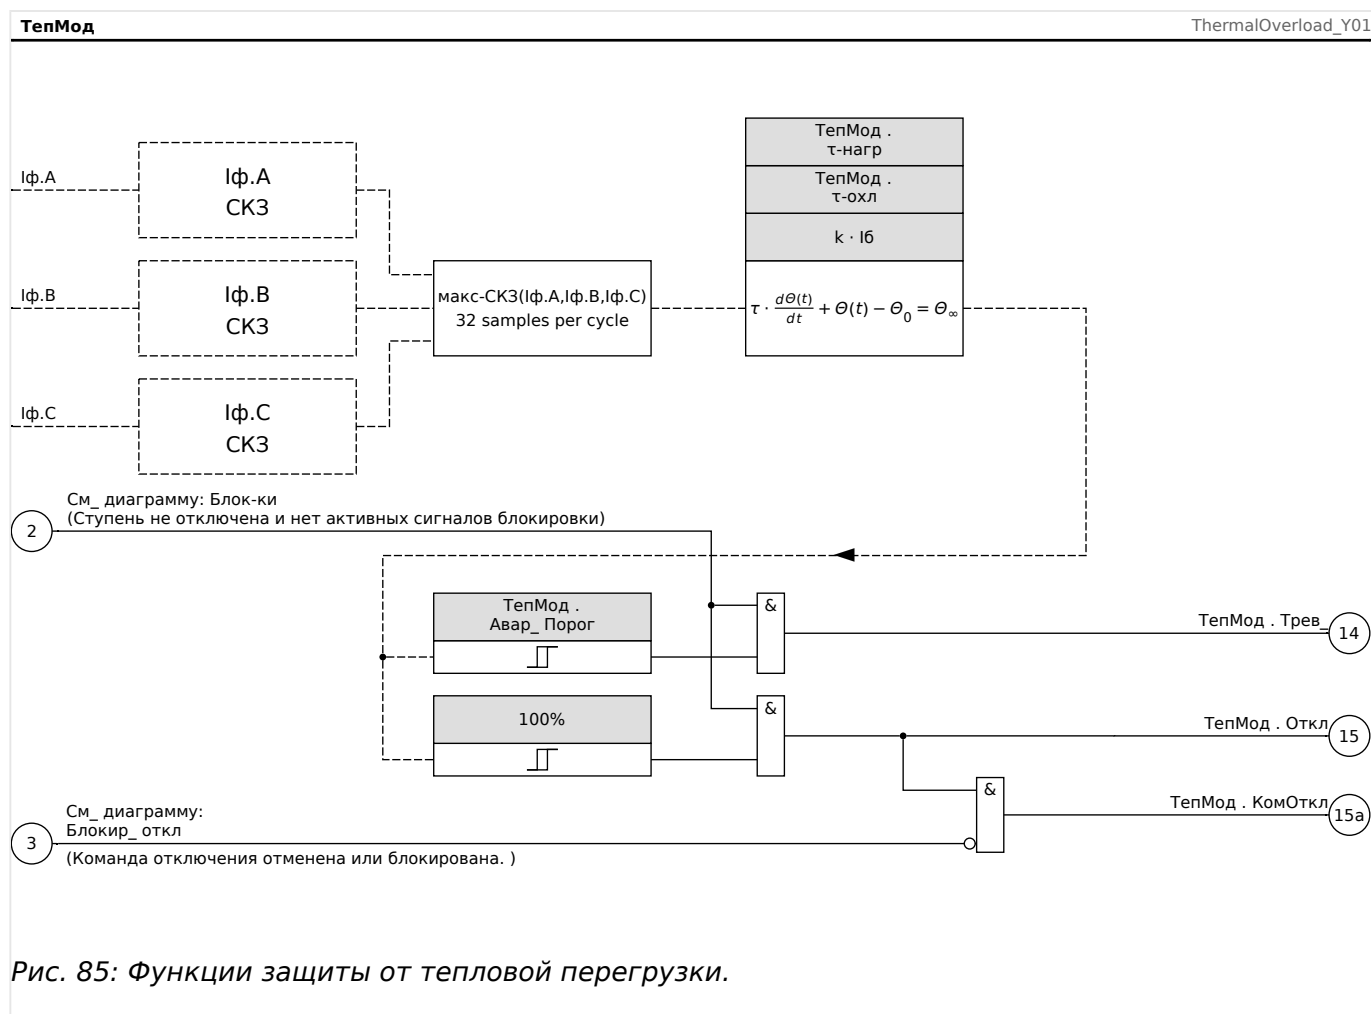 ТепМод
ThermalOverload_Y01
ТепМод .
τ-нагр
ТепМод .
τ-охл
k · Iб
Iф.A
Iф.A
СКЗ
Iф.B
Iф.B
СКЗ
Iф.C
Iф.C
СКЗ
макс-СКЗ(Iф.A,Iф.B,Iф.C)
32 samples per cycle
τ · dΘ(t)/dt + Θ(t) − Θ₀ = Θ∞
См_ диаграмму: Блок-ки
(Ступень не отключена и нет активных сигналов блокировки)
2
ТепМод .
Авар_ Порог
&
ТепМод . Трев_
14
100%
&
ТепМод . Откл
15
&
ТепМод . КомОткл
15a
См_ диаграмму:
Блокир_ откл
3
(Команда отключения отменена или блокирована. )
Рис. 85: Функции защиты от тепловой перегрузки.